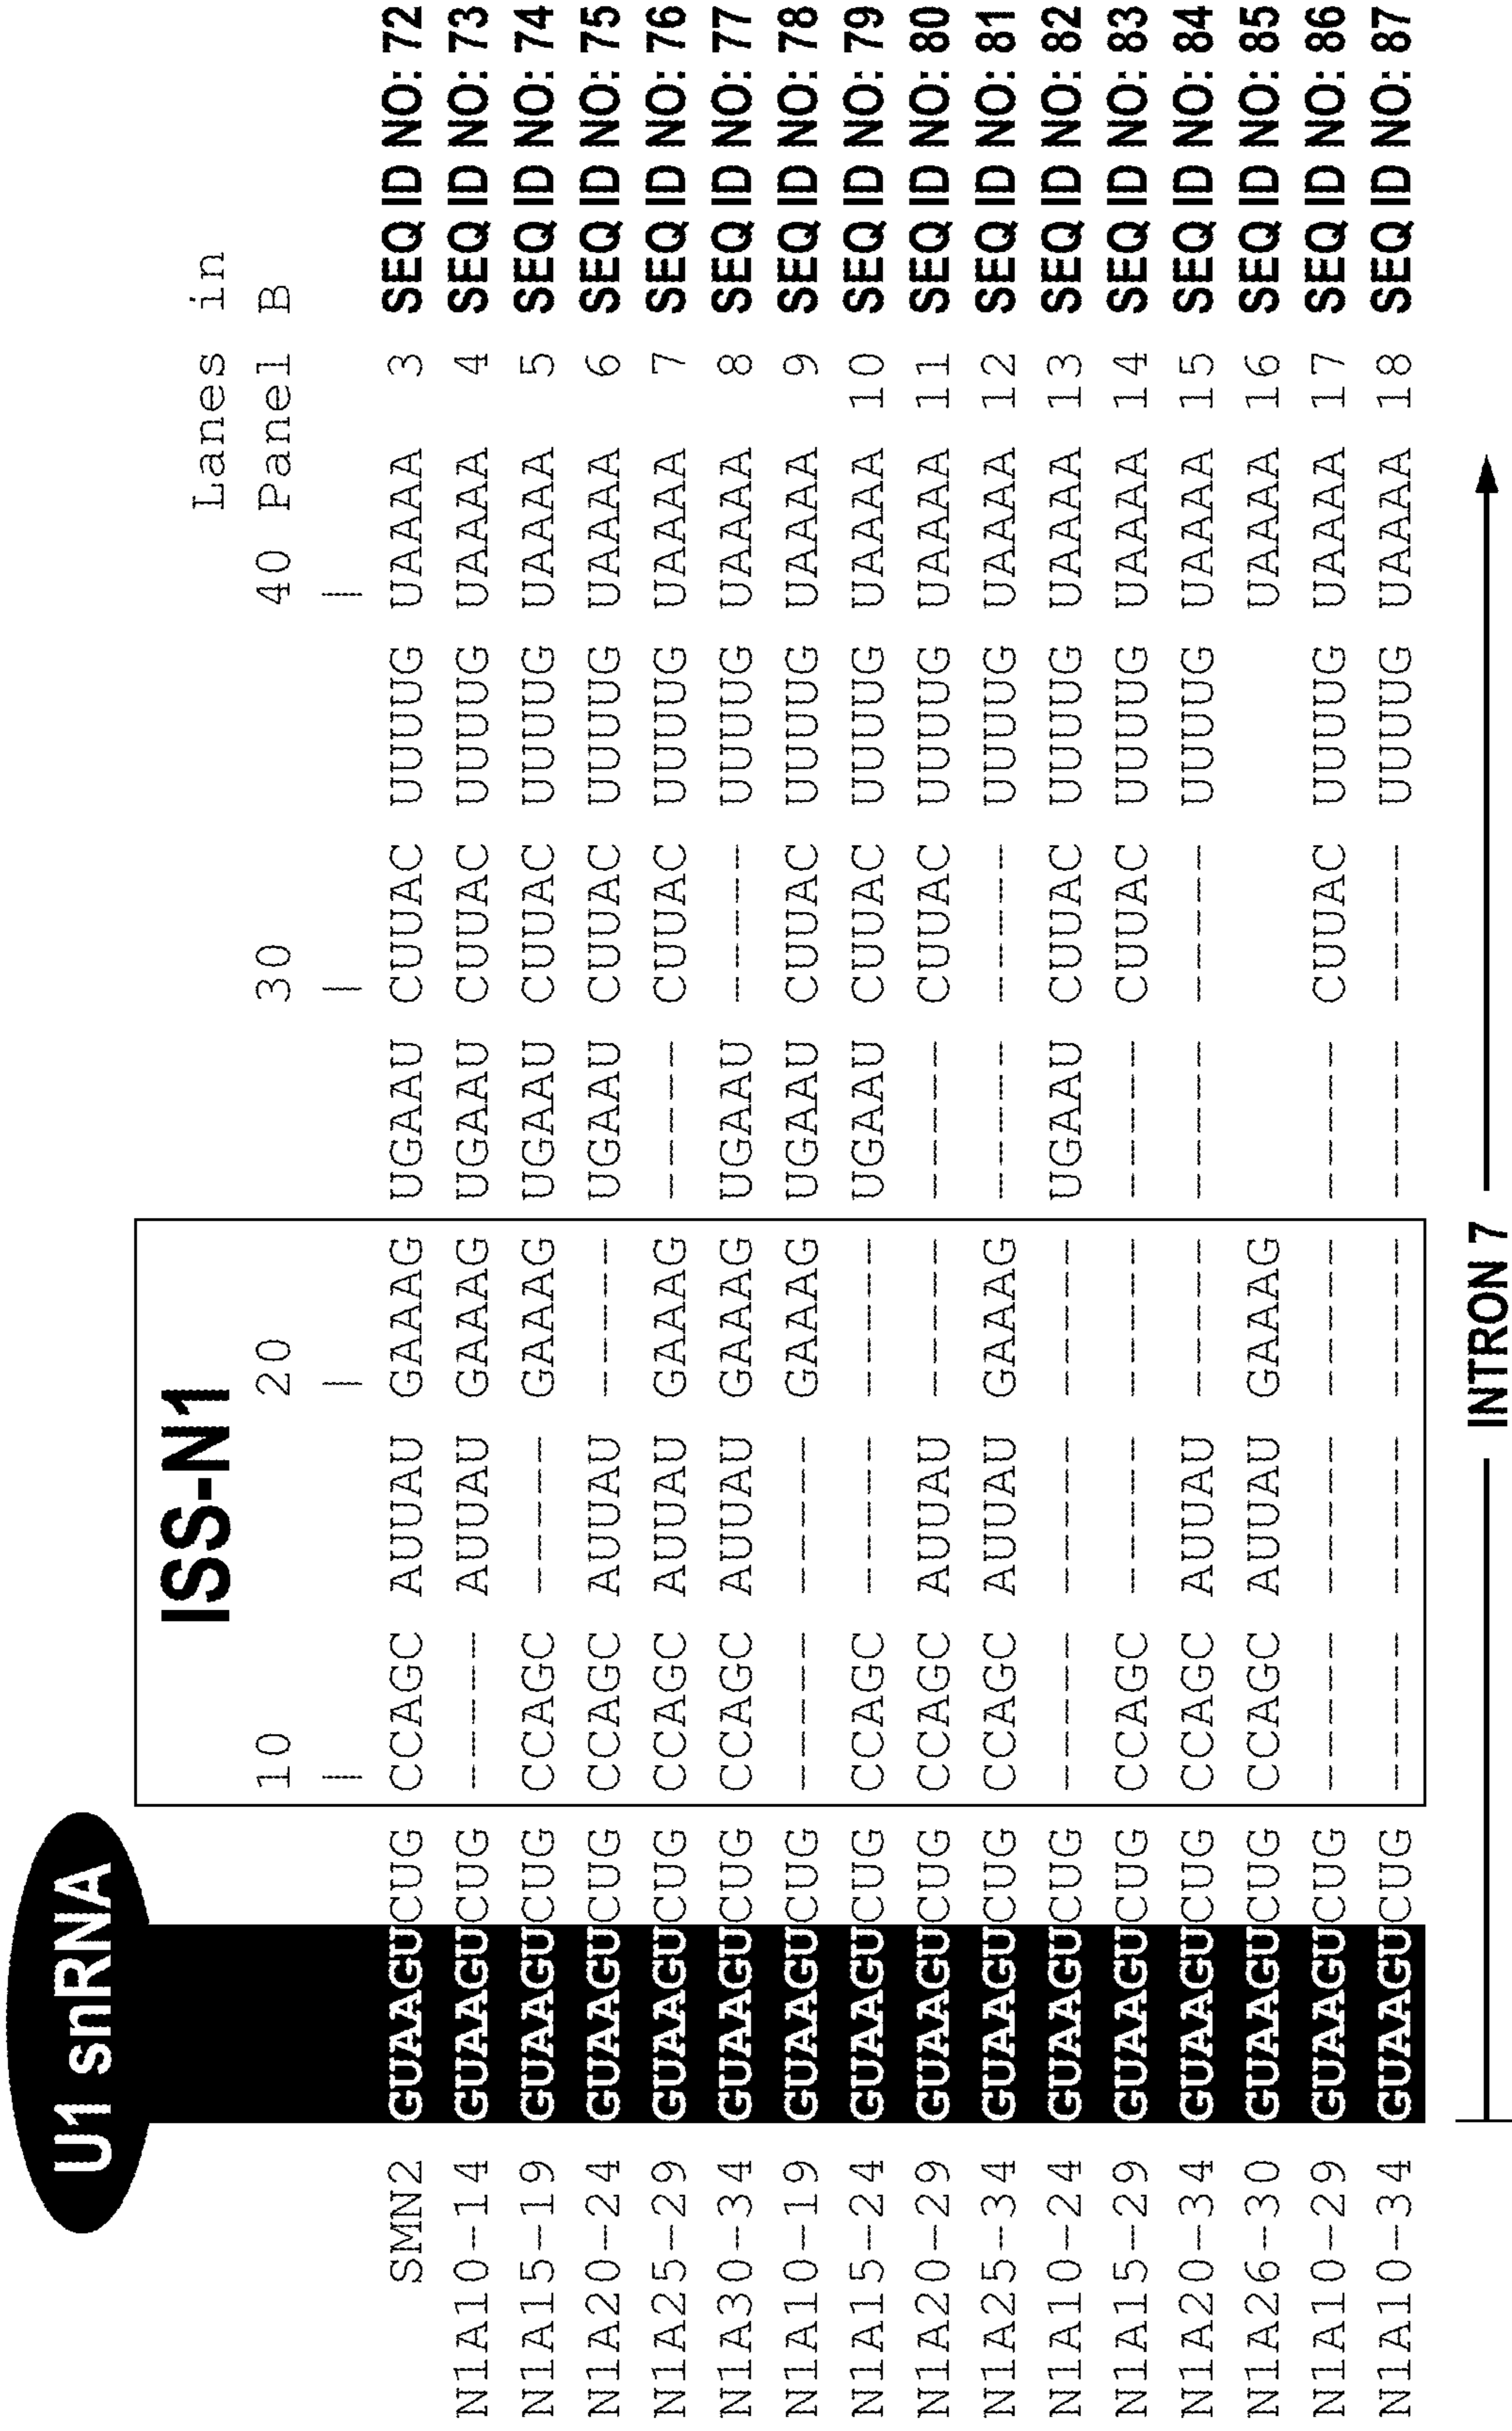 U1 snRNA
ISS-N1
Lanes in
10 20 30 40 Panel B
SMN2 GUAAGUCUG CCAGC AUUAU GAAAG UGAAU CUUAC UUUUG UAAAA 3 SEQ ID NO: 72
N1A10-14 GUAAGUCUG ----- AUUAU GAAAG UGAAU CUUAC UUUUG UAAAA 4 SEQ ID NO: 73
N1A15-19 GUAAGUCUG CCAGC ----- GAAAG UGAAU CUUAC UUUUG UAAAA 5 SEQ ID NO: 74
N1A20-24 GUAAGUCUG CCAGC AUUAU ----- UGAAU CUUAC UUUUG UAAAA 6 SEQ ID NO: 75
N1A25-29 GUAAGUCUG CCAGC AUUAU GAAAG ----- CUUAC UUUUG UAAAA 7 SEQ ID NO: 76
N1A30-34 GUAAGUCUG CCAGC AUUAU GAAAG UGAAU ----- UUUUG UAAAA 8 SEQ ID NO: 77
N1A10-19 GUAAGUCUG ----- ----- GAAAG UGAAU CUUAC UUUUG UAAAA 9 SEQ ID NO: 78
N1A15-24 GUAAGUCUG CCAGC ----- ----- UGAAU CUUAC UUUUG UAAAA 10 SEQ ID NO: 79
N1A20-29 GUAAGUCUG CCAGC AUUAU ----- ----- CUUAC UUUUG UAAAA 11 SEQ ID NO: 80
N1A25-34 GUAAGUCUG CCAGC AUUAU GAAAG ----- ----- UUUUG UAAAA 12 SEQ ID NO: 81
N1A10-24 GUAAGUCUG ----- ----- ----- UGAAU CUUAC UUUUG UAAAA 13 SEQ ID NO: 82
N1A15-29 GUAAGUCUG CCAGC ----- ----- ----- CUUAC UUUUG UAAAA 14 SEQ ID NO: 83
N1A20-34 GUAAGUCUG CCAGC AUUAU ----- ----- ----- UUUUG UAAAA 15 SEQ ID NO: 84
N1A26-30 GUAAGUCUG CCAGC AUUAU GAAAG UAAAA 16 SEQ ID NO: 85
N1A10-29 GUAAGUCUG ----- ----- ----- ----- CUUAC UUUUG UAAAA 17 SEQ ID NO: 86
N1A10-34 GUAAGUCUG ----- ----- ----- ----- ----- UUUUG UAAAA 18 SEQ ID NO: 87
INTRON 7